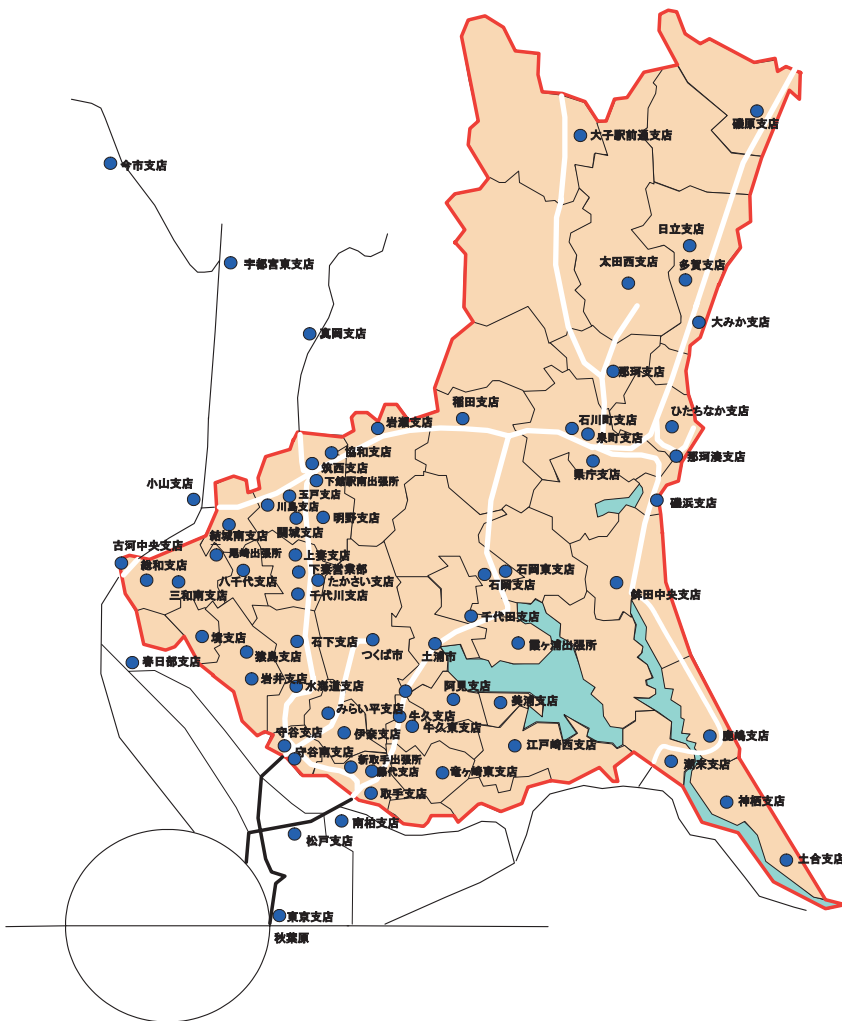 磯原支店
大子駅前通支店
今市支店
日立支店
宇都宮東支店
太田西支店
多賀支店
大みか支店
真岡支店
那珂支店
稲田支店
ひたちなか支店
岩瀬支店
石川町支店
泉町支店
協和支店
那珂湊支店
筑西支店
県庁支店
下館駅南出張所
小山支店
玉戸支店
磯浜支店
川島支店
明野支店
関城支店
結城南支店
古河中央支店
尾崎出張所
上妻支店
総和支店
八千代支店
下妻営業部
石岡東支店
三和南支店
たかさい支店
石岡支店
千代川支店
鉾田中央支店
千代田支店
境支店
石下支店
つくば市
土浦市
霞ヶ浦出張所
猿島支店
春日部支店
岩井支店
水海道支店
阿見支店
美浦支店
みらい平支店
牛久支店
牛久東支店
守谷支店
伊奈支店
江戸崎西支店
鹿嶋支店
守谷南支店
新取手出張所
藤代支店
竜ヶ崎東支店
潮来支店
取手支店
神栖支店
南柏支店
松戸支店
土合支店
東京支店
秋葉原